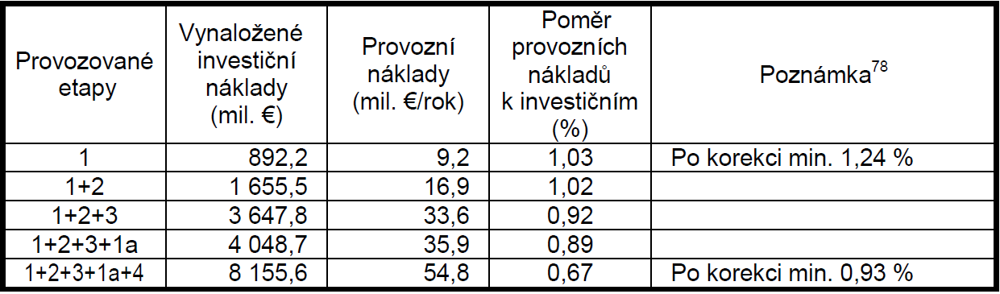 Provozované etapy | Vynaložené investiční náklady (mil. €) | Provozní náklady (mil. €/rok) | Poměr provozních nákladů k investičním (%) | Poznámka78
1 | 892,2 | 9,2 | 1,03 | Po korekci min. 1,24 %
1+2 | 1 655,5 | 16,9 | 1,02 |
1+2+3 | 3 647,8 | 33,6 | 0,92 |
1+2+3+1a | 4 048,7 | 35,9 | 0,89 |
1+2+3+1a+4 | 8 155,6 | 54,8 | 0,67 | Po korekci min. 0,93 %